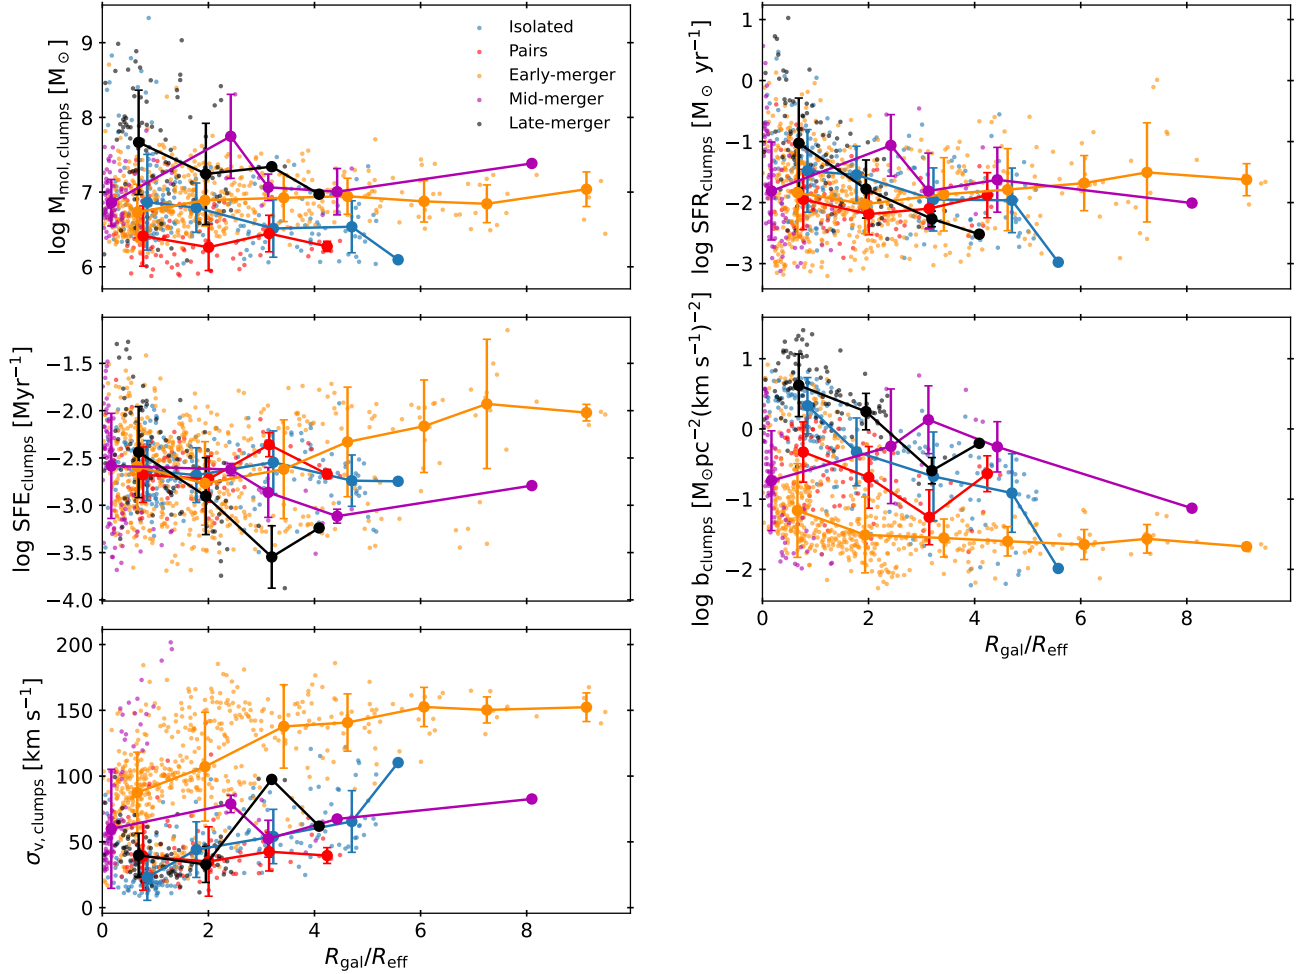 log M_mol,clumps [M_⊙]
9
8
7
6
Isolated
Pairs
Early-merger
Mid-merger
Late-merger
log SFR_clumps [M_⊙ yr⁻¹]
1
0
−1
−2
−3
log SFE_clumps [Myr⁻¹]
−1.5
−2.0
−2.5
−3.0
−3.5
−4.0
log b_clumps [M_⊙pc⁻²(km s⁻¹)⁻²]
1
0
−1
−2
0 2 4 6 8
R_gal/R_eff
σ_v,clumps [km s⁻¹]
200
150
100
50
0
0 2 4 6 8
R_gal/R_eff